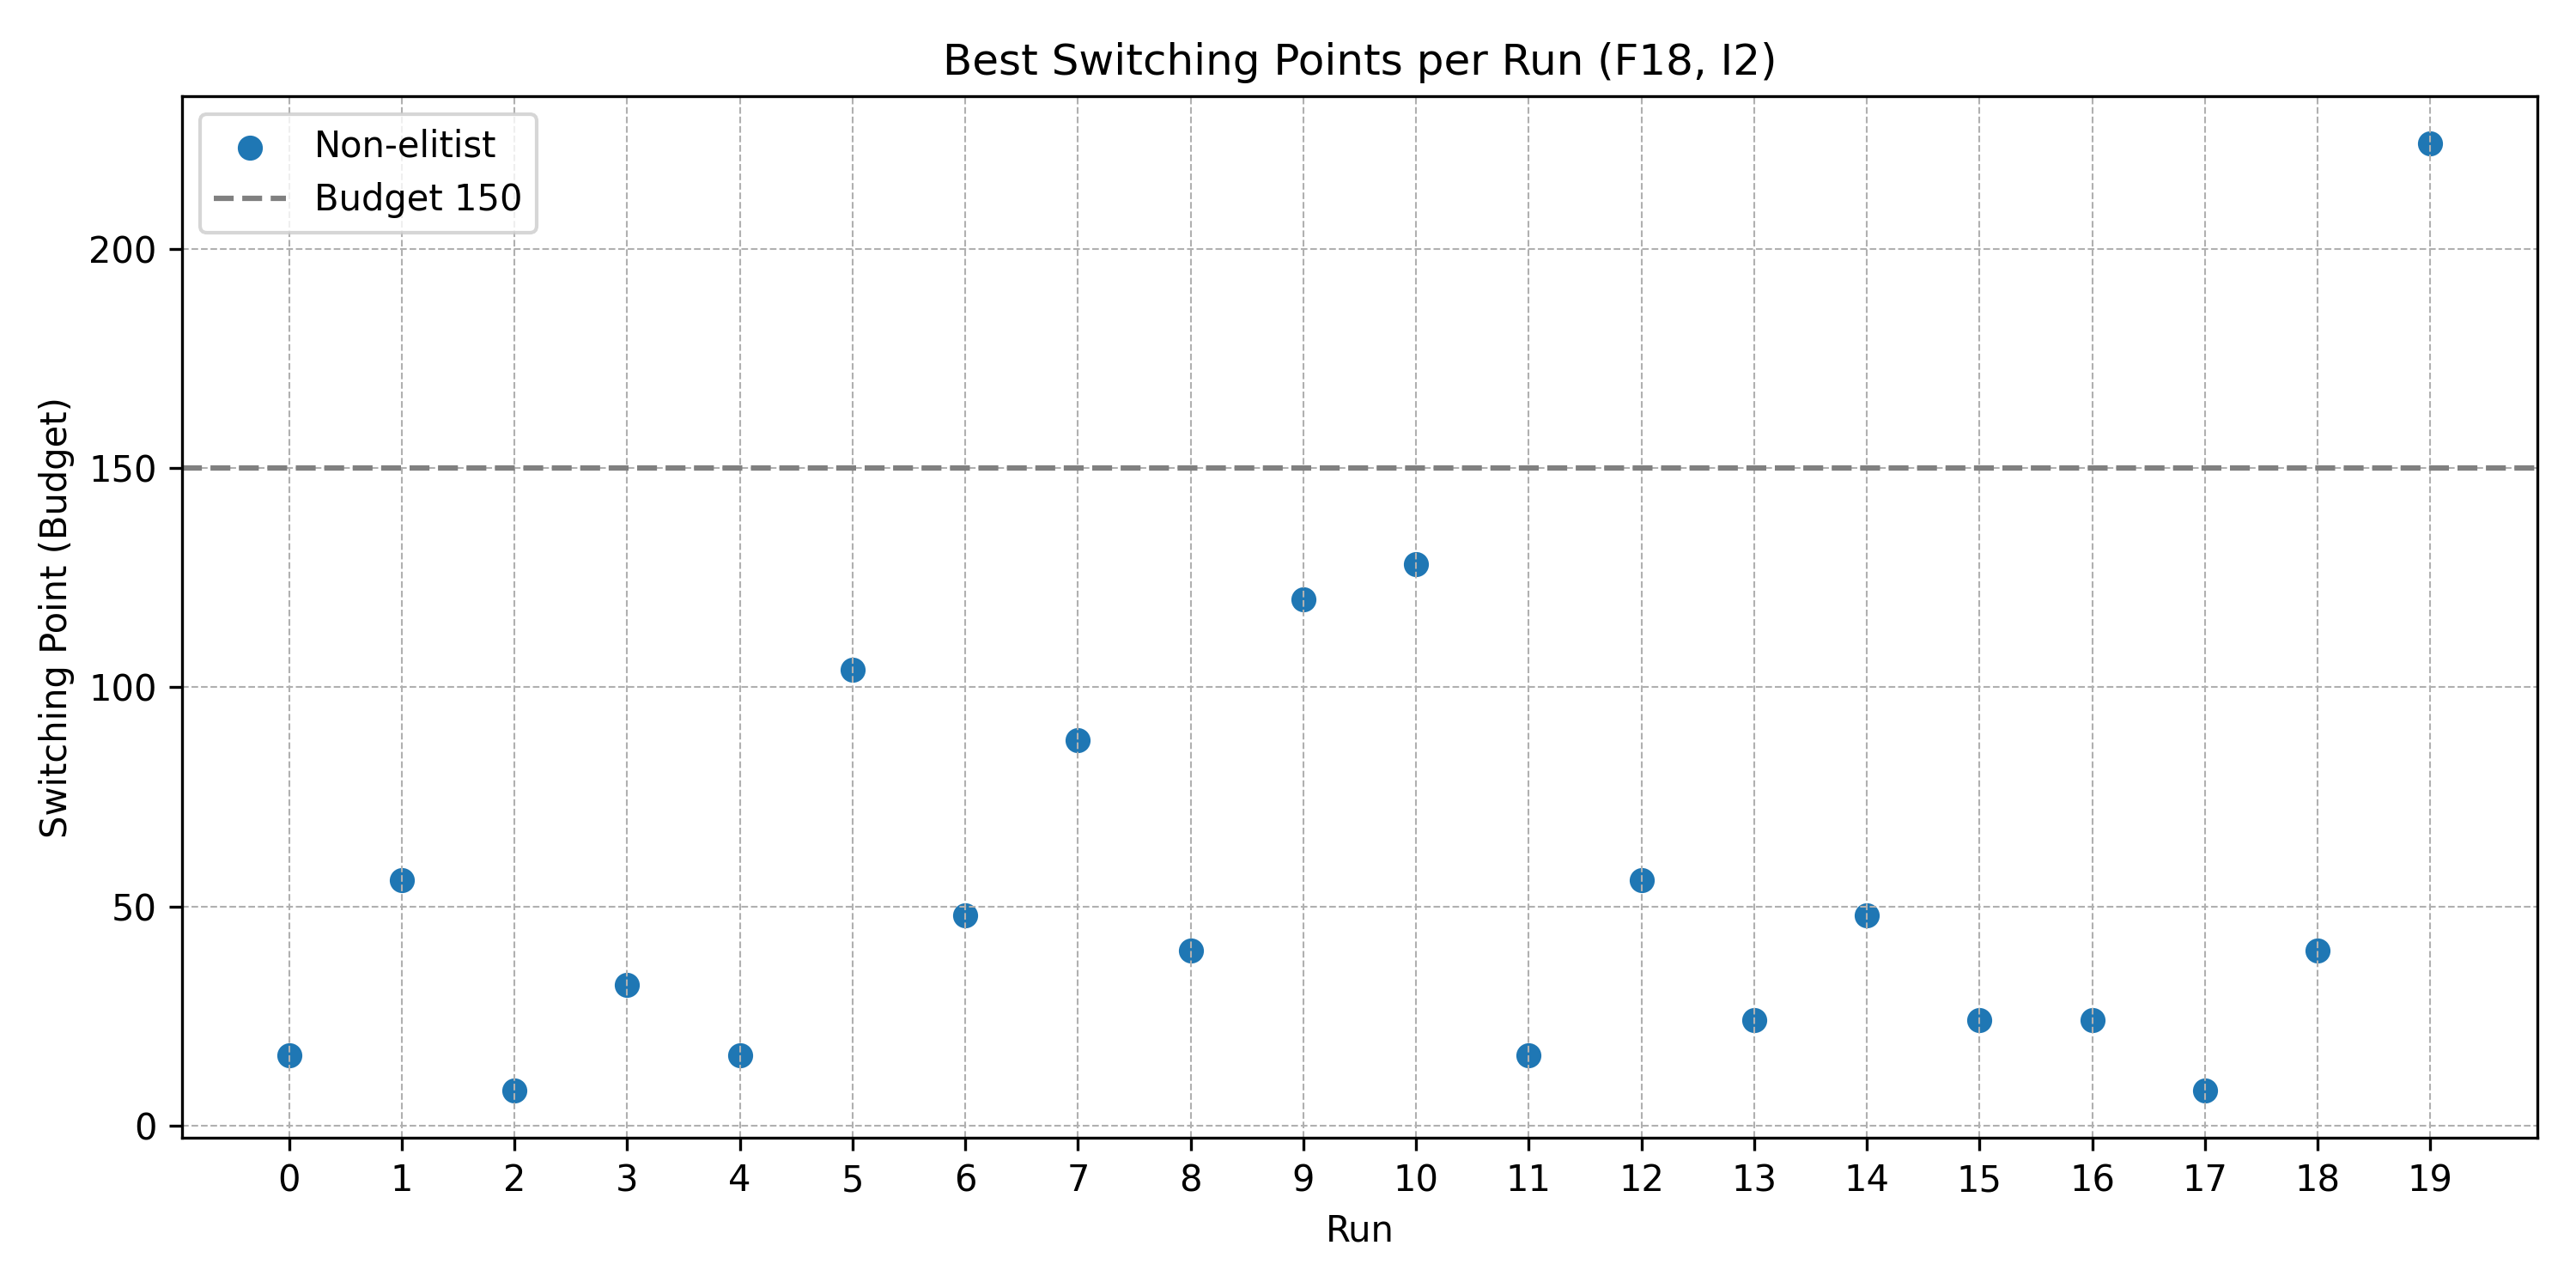 Best Switching Points per Run (F18, I2)
Non-elitist
Budget 150
Switching Point (Budget)
200
150
100
50
0
0 1 2 3 4 5 6 7 8 9 10 11 12 13 14 15 16 17 18 19
Run